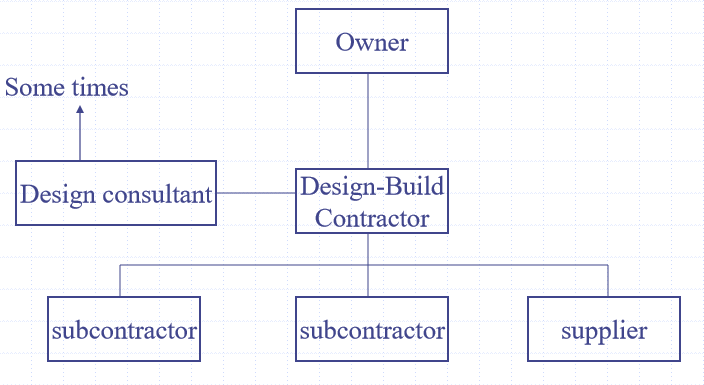 Owner
Some times
Design consultant
Design-Build
Contractor
subcontractor
subcontractor
supplier